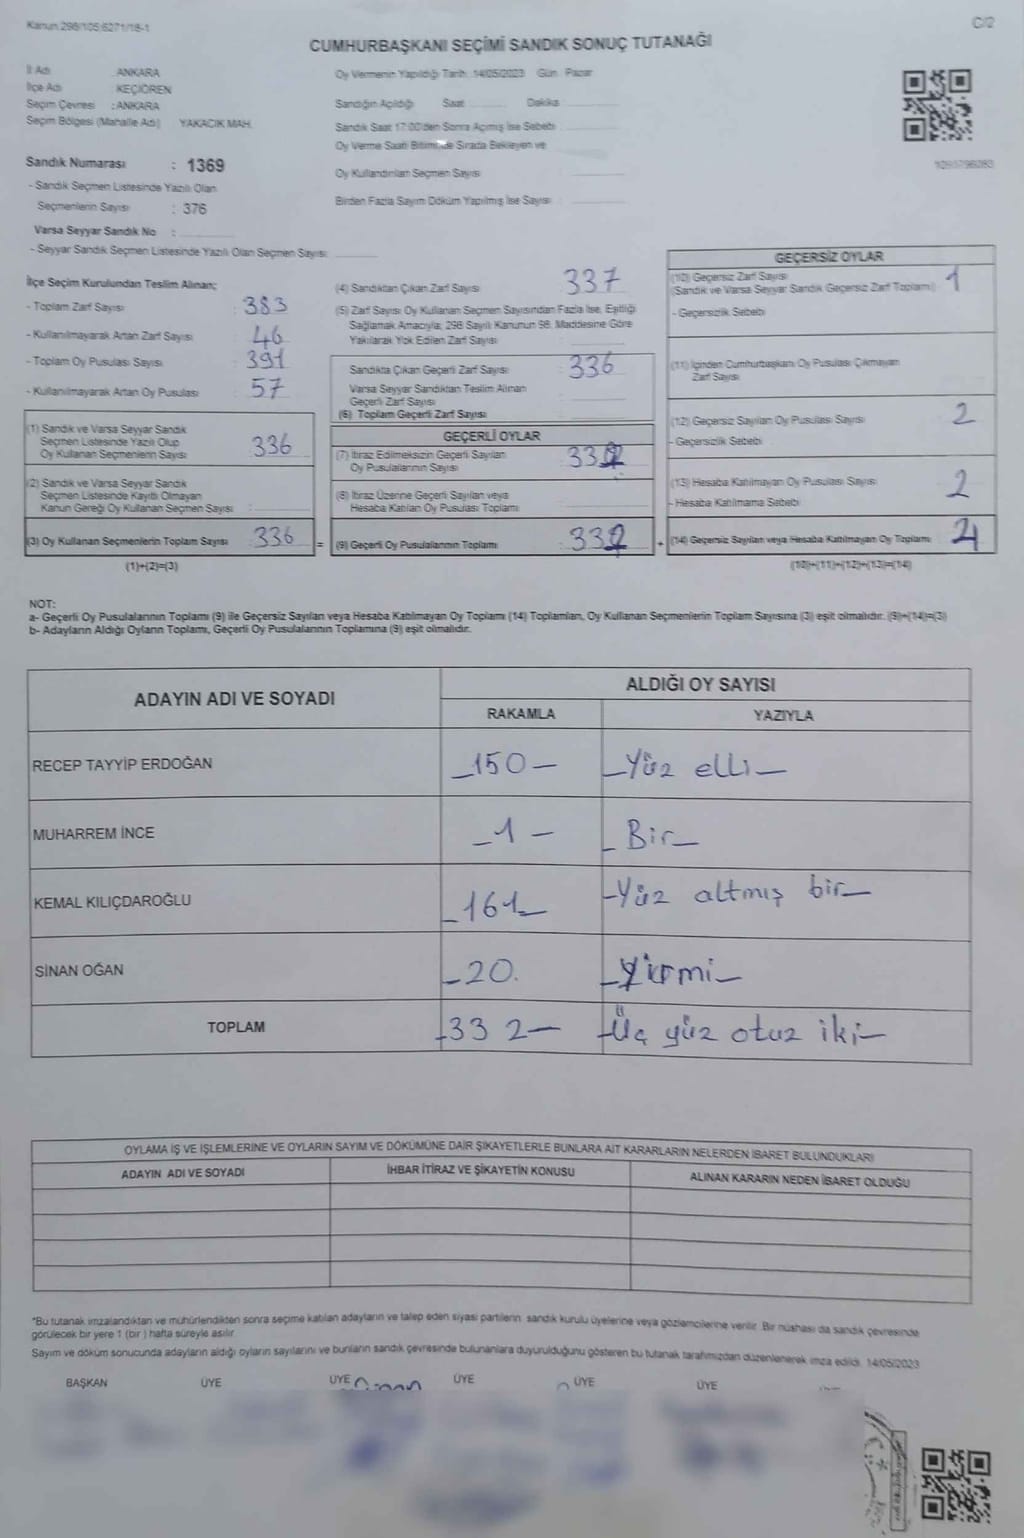 Kanun 298/105;6271/18-1
C/2
CUMHURBAŞKANI SEÇİMİ SANDIK SONUÇ TUTANAĞI
İl Adı : ANKARA
İlçe Adı : KEÇİÖREN
Seçim Çevresi : ANKARA
Seçim Bölgesi (Mahalle Adı) YAKACIK MAH.
Sandık Numarası : 1369
- Sandık Seçmen Listesinde Yazılı Olan
Seçmenlerin Sayısı : 376
Varsa Seyyar Sandık No :
- Seyyar Sandık Seçmen Listesinde Yazılı Olan Seçmen Sayısı:
Oy Vermenin Yapıldığı Tarih :14/05/2023 Gün : Pazar
Sandığın Açıldığı Saat Dakika
Sandık Saat 17:00'den Sonra Açımış İse Sebebi
Oy Verme Saati Bitiminde Sırada Bekleyen ve
Oy Kullandırılan Seçmen Sayısı
Birden Fazla Sayım Döküm Yapılmış İse Sayısı
İlçe Seçim Kurulundan Teslim Alınan;
- Toplam Zarf Sayısı : 383
- Kullanılmayarak Artan Zarf Sayısı : 46
- Toplam Oy Pusulası Sayısı : 391
- Kullanılmayarak Artan Oy Pusulası : 57
(1) Sandık ve Varsa Seyyar Sandık
Seçmen Listesinde Yazılı Olup
Oy Kullanan Seçmenlerin Sayısı 336
(2) Sandık ve Varsa Seyyar Sandık
Seçmen Listesinde Kayıtlı Olmayan
Kanun Gereği Oy Kullanan Seçmen Sayısı :
(3) Oy Kullanan Seçmenlerin Toplam Sayısı 336 =
(1)+(2)=(3)
(4) Sandıktan Çıkan Zarf Sayısı 337
(5) Zarf Sayısı Oy Kullanan Seçmen Sayısından Fazla İse, Eşitliği
Sağlamak Amacıyla, 298 Sayılı Kanunun 98. Maddesine Göre
Yakılarak Yok Edilen Zarf Sayısı
Sandıkta Çıkan Geçerli Zarf Sayısı : 336
Varsa Seyyar Sandıktan Teslim Alınan
Geçerli Zarf Sayısı
(6) Toplam Geçerli Zarf Sayısı
GEÇERLİ OYLAR
(7) İtiraz Edilmeksizin Geçerli Sayılan
Oy Pusulalarının Sayısı 332
(8) İtiraz Üzerine Geçerli Sayılan veya
Hesaba Katılan Oy Pusulası Toplamı
(9) Geçerli Oy Pusulalarının Toplamı : 332 +
GEÇERSİZ OYLAR
(10) Geçersiz Zarf Sayısı 1
(Sandık ve Varsa Seyyar Sandık Geçersiz Zarf Toplamı)
- Geçersizlik Sebebi
(11) İçinden Cumhurbaşkanı Oy Pusulası Çıkmayan
Zarf Sayısı
(12) Geçersiz Sayılan Oy Pusulası Sayısı 2
- Geçersizlik Sebebi
(13) Hesaba Katılmayan Oy Pusulası Sayısı 2
- Hesaba Katılmama Sebebi
(14) Geçersiz Sayılan veya Hesaba Katılmayan Oy Toplamı 4
(10)+(11)+(12)+(13)=(14)
NOT:
a- Geçerli Oy Pusulalarının Toplamı (9) ile Geçersiz Sayılan veya Hesaba Katılmayan Oy Toplamı (14) Toplamları, Oy Kullanan Seçmenlerin Toplam Sayısına (3) eşit olmalıdır. (9)+(14)=(3)
b- Adayların Aldığı Oyların Toplamı, Geçerli Oy Pusulalarının Toplamına (9) eşit olmalıdır.
ADAYIN ADI VE SOYADI ALDIĞI OY SAYISI
RAKAMLA YAZIYLA
RECEP TAYYİP ERDOĞAN -150- -Yüz elli-
MUHARREM İNCE -1- -Bir-
KEMAL KILIÇDAROĞLU -161- -Yüz altmış bir-
SİNAN OĞAN -20. -Yirmi-
TOPLAM -332- -Üç yüz otuz iki-
OYLAMA İŞ VE İŞLEMLERİNE VE OYLARIN SAYIM VE DÖKÜMÜNE DAİR ŞİKAYETLERLE BUNLARA AİT KARARLARIN NELERDEN İBARET BULUNDUKLARI
ADAYIN ADI VE SOYADI İHBAR İTİRAZ VE ŞİKAYETİN KONUSU ALINAN KARARIN NEDEN İBARET OLDUĞU
*Bu tutanak imzalandıktan ve mühürlendikten sonra seçime katılan adayların ve talep eden siyasi partilerin sandık kurulu üyelerine veya gözlemcilerine verilir. Bir nüshası da sandık çevresinde
görülecek bir yere 1 (bir ) hafta süreyle asılır.
Sayım ve döküm sonucunda adayların aldığı oyların sayılarını ve bunların sandık çevresinde bulunanlara duyurulduğunu gösteren bu tutanak tarafımızdan düzenlenerek imza edildi. 14/05/2023
BAŞKAN ÜYE ÜYE ÜYE ÜYE ÜYE